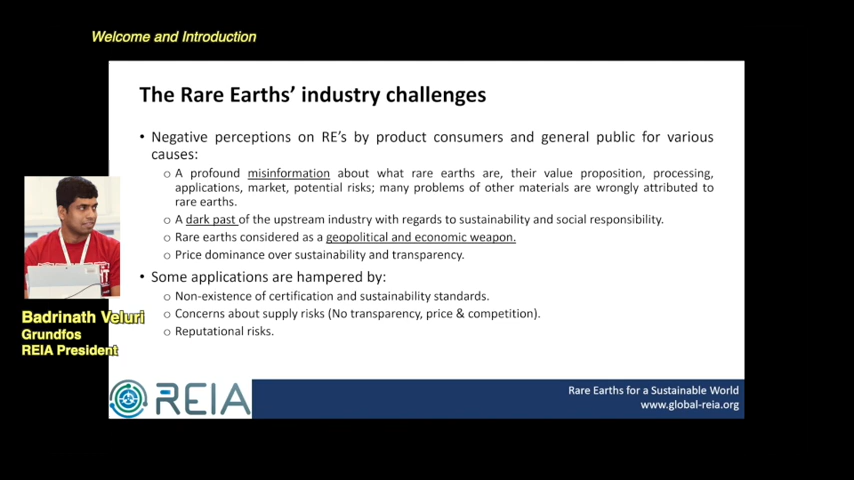 Welcome and Introduction
The Rare Earths' industry challenges
• Negative perceptions on RE's by product consumers and general public for various
causes:
o A profound misinformation about what rare earths are, their value proposition, processing,
applications, market, potential risks; many problems of other materials are wrongly attributed to
rare earths.
o A dark past of the upstream industry with regards to sustainability and social responsibility.
o Rare earths considered as a geopolitical and economic weapon.
o Price dominance over sustainability and transparency.
• Some applications are hampered by:
o Non-existence of certification and sustainability standards.
o Concerns about supply risks (No transparency, price & competition).
o Reputational risks.
Badrinath Veluri
Grundfos
REIA President
REIA
Rare Earths for a Sustainable World
www.global-reia.org